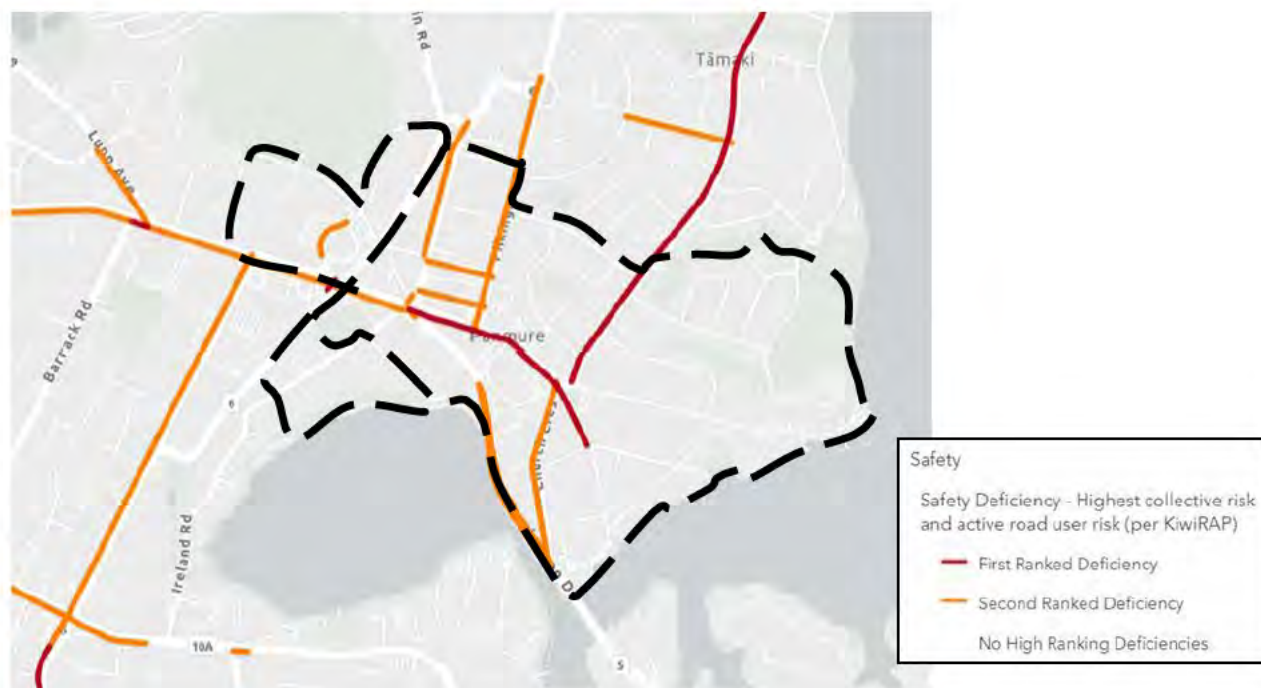 Tāmaki
Lunn Ave
Barrack Rd
Panmure
6
Ireland Rd
10A
5
Safety
Safety Deficiency - Highest collective risk
and active road user risk (per KiwiRAP)
First Ranked Deficiency
Second Ranked Deficiency
No High Ranking Deficiencies